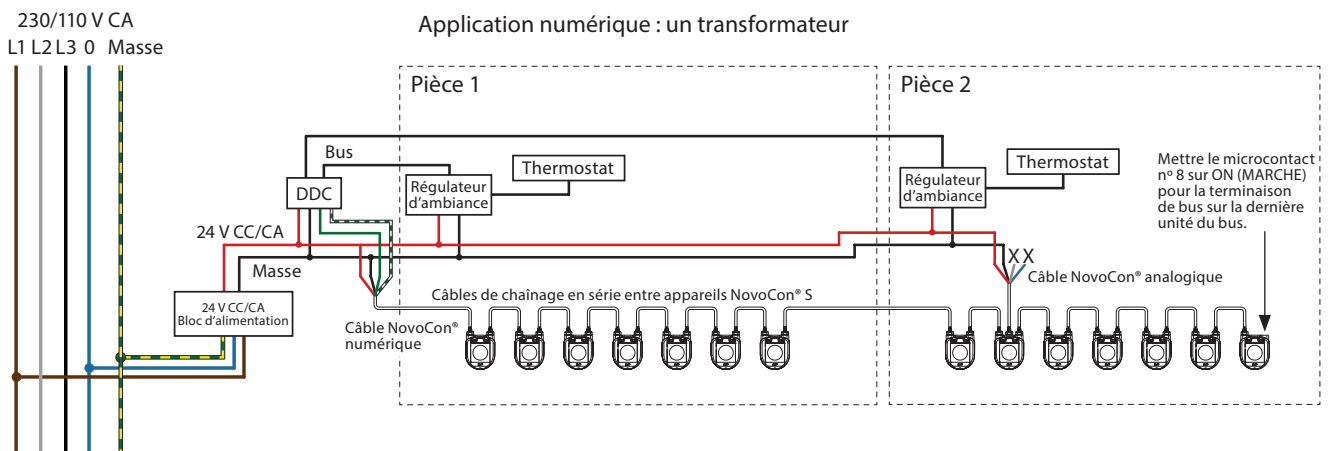 230/110 V CA
L1 L2 L3 0 Masse
Application numérique : un transformateur
Pièce 1
Pièce 2
Bus
DDC
Thermostat
Régulateur
d'ambiance
Thermostat
Régulateur
d'ambiance
Mettre le microcontact
nº 8 sur ON (MARCHE)
pour la terminaison
de bus sur la dernière
unité du bus.
24 V CC/CA
Masse
X X
Câble NovoCon® analogique
24 V CC/CA
Bloc d'alimentation
Câbles de chaînage en série entre appareils NovoCon® S
Câble NovoCon®
numérique